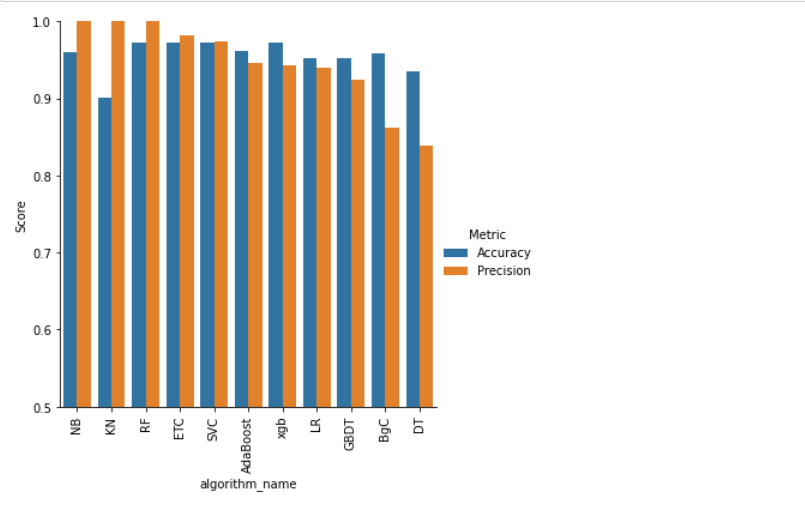 1.0
0.9
0.8
0.7
0.6
0.5
Score
NB
KN
RF
ETC
SVC
AdaBoost
xgb
LR
GBDT
BgC
DT
algorithm_name
Metric
Accuracy
Precision